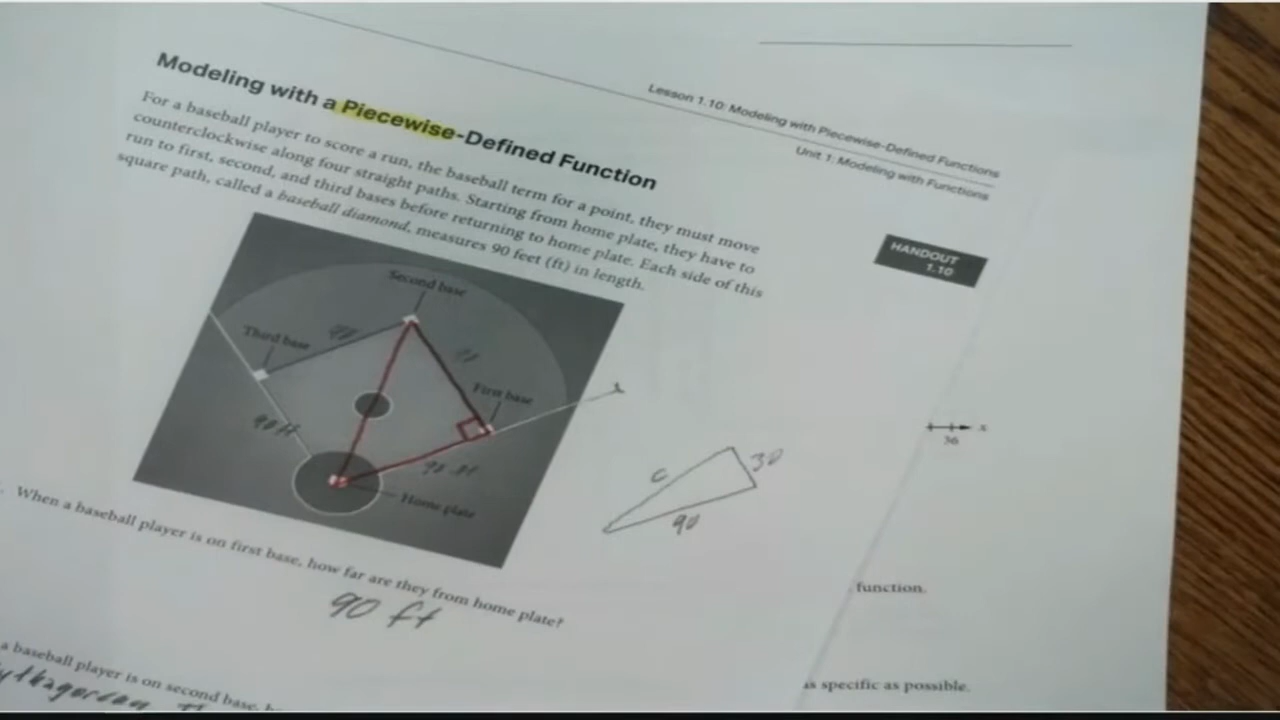 Lesson 1.10: Modeling with Piecewise-Defined Functions
Unit 1: Modeling with Functions
Modeling with a Piecewise-Defined Function
HANDOUT
1.10
For a baseball player to score a run, the baseball term for a point, they must move
counterclockwise along four straight paths. Starting from home plate, they have to
run to first, second, and third bases before returning to home plate. Each side of this
square path, called a baseball diamond, measures 90 feet (ft) in length.
Second base
Third base
90
First base
90 ft
90 ft
Home plate
c
30
90
x
36
When a baseball player is on first base, how far are they from home plate?
90 ft
function.
a baseball player is on second base,
as specific as possible.